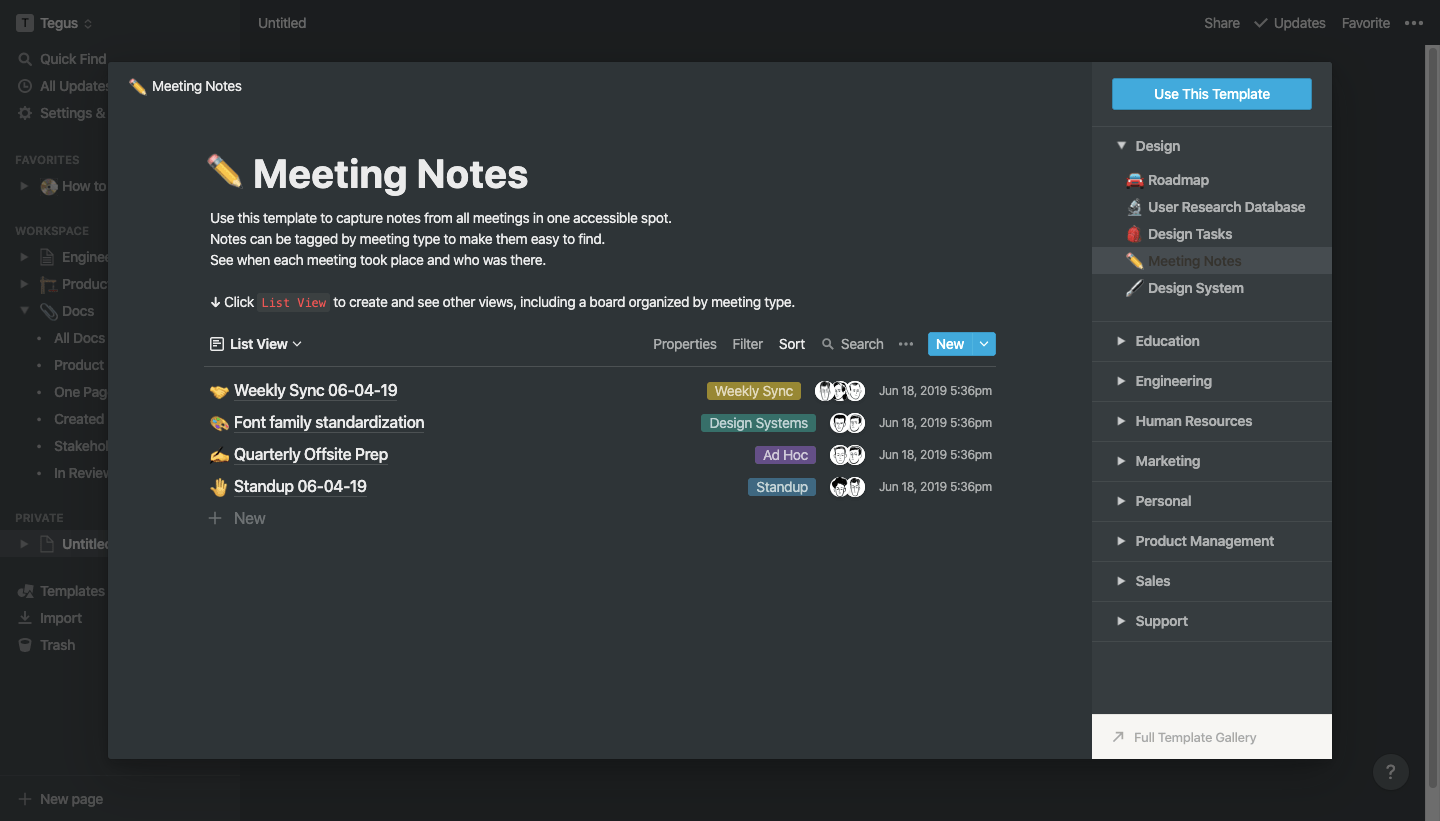 T Tegus
Untitled
Share Updates Favorite
Quick Find
All Updates
Settings &
FAVORITES
How to
WORKSPACE
Enginee
Produc
Docs
All Docs
Product
One Pag
Created
Stakehol
In Review
PRIVATE
Untitled
Templates
Import
Trash
New page
Meeting Notes
Meeting Notes
Use this template to capture notes from all meetings in one accessible spot.
Notes can be tagged by meeting type to make them easy to find.
See when each meeting took place and who was there.
↓ Click List View to create and see other views, including a board organized by meeting type.
List View Properties Filter Sort Search ••• New
Weekly Sync 06-04-19 Weekly Sync Jun 18, 2019 5:36pm
Font family standardization Design Systems Jun 18, 2019 5:36pm
Quarterly Offsite Prep Ad Hoc Jun 18, 2019 5:36pm
Standup 06-04-19 Standup Jun 18, 2019 5:36pm
New
Use This Template
Design
Roadmap
User Research Database
Design Tasks
Meeting Notes
Design System
Education
Engineering
Human Resources
Marketing
Personal
Product Management
Sales
Support
Full Template Gallery
?